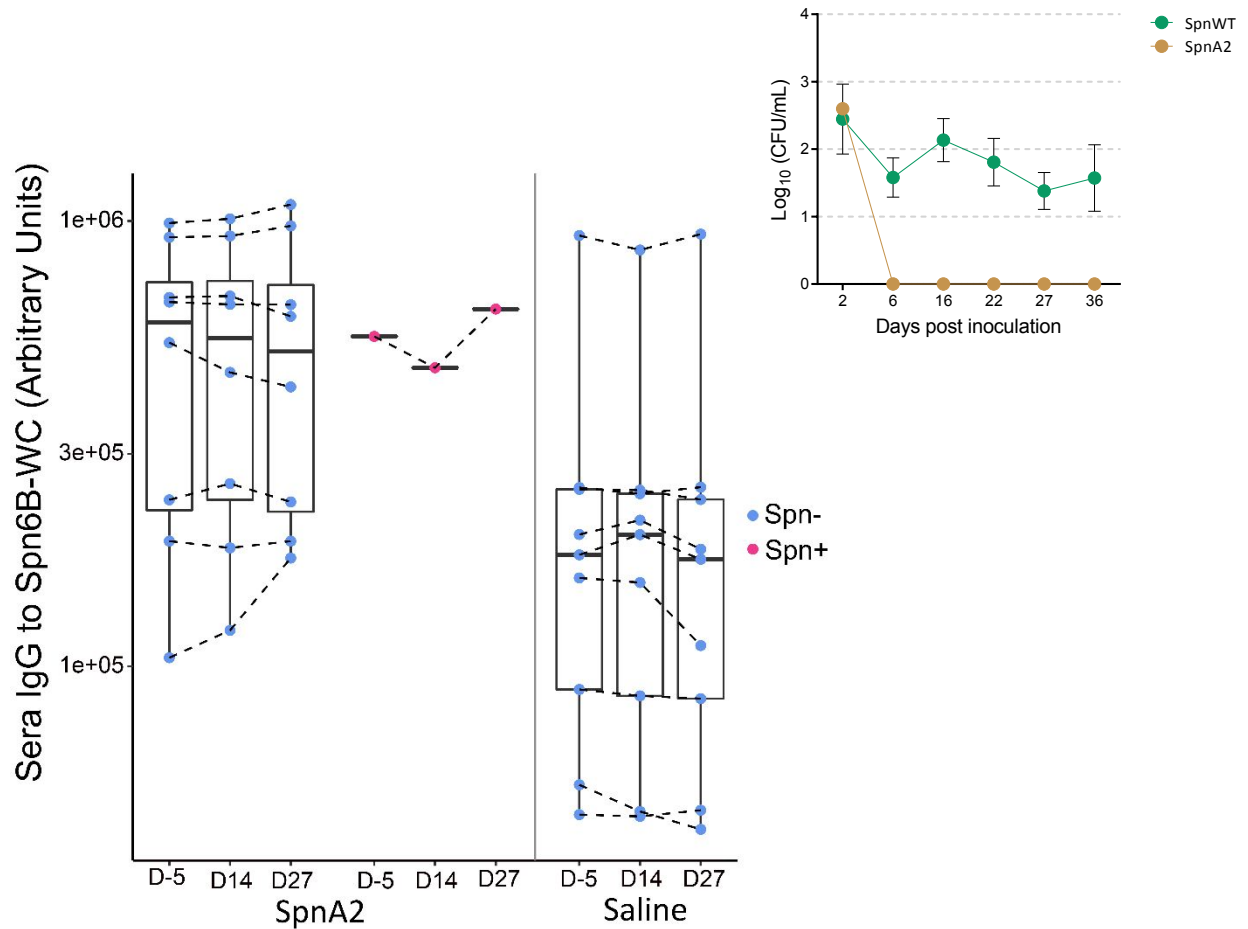 4
3
2
1
0
Log10 (CFU/mL)
2 6 16 22 27 36
Days post inoculation
SpnWT
SpnA2
Sera IgG to Spn6B-WC (Arbitrary Units)
1e+06
3e+05
1e+05
Spn-
Spn+
D-5 D14 D27 D-5 D14 D27 D-5 D14 D27
SpnA2 Saline